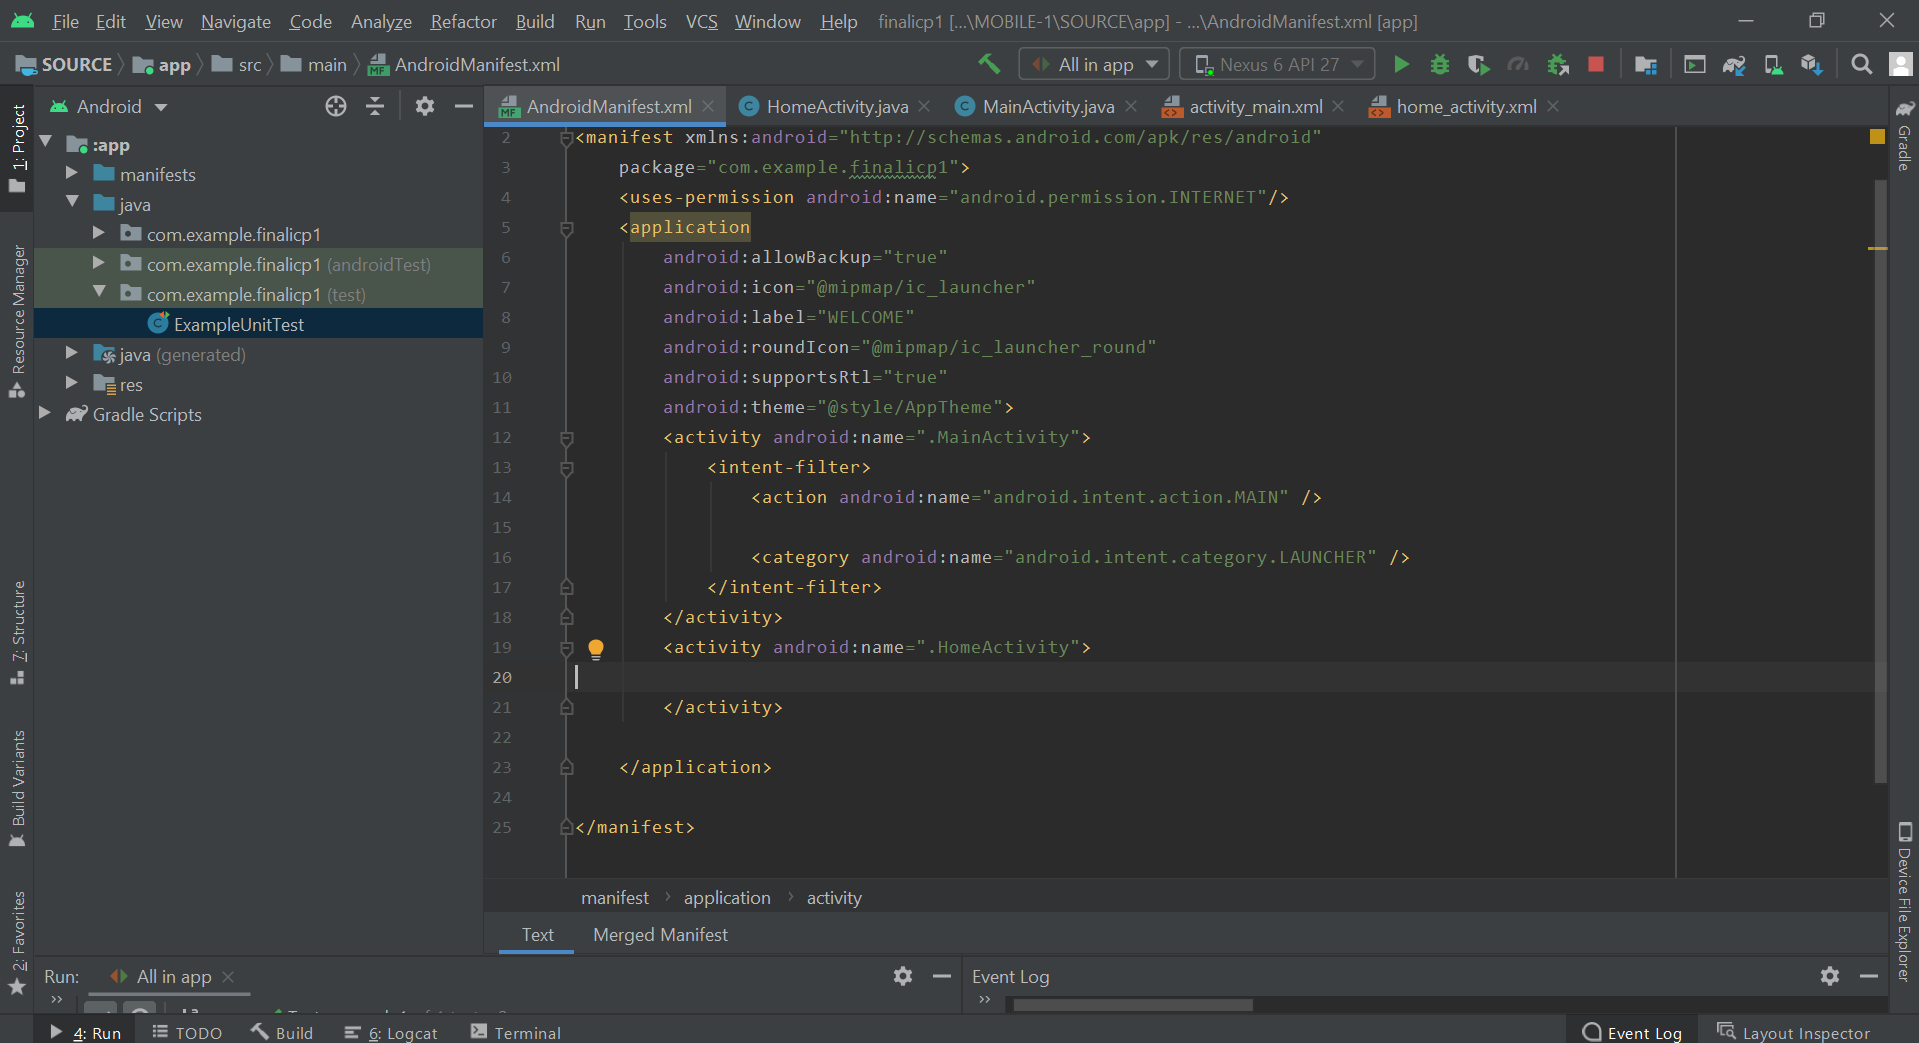 File Edit View Navigate Code Analyze Refactor Build Run Tools VCS Window Help finalicp1 [...\MOBILE-1\SOURCE\app] - ...\AndroidManifest.xml [app]
SOURCE app src main AndroidManifest.xml All in app Nexus 6 API 27
Android
AndroidManifest.xml HomeActivity.java MainActivity.java activity_main.xml home_activity.xml
1: Project
Resource Manager
7: Structure
Build Variants
2: Favorites
:app
manifests
java
com.example.finalicp1
com.example.finalicp1 (androidTest)
com.example.finalicp1 (test)
ExampleUnitTest
java (generated)
res
Gradle Scripts
2 <manifest xmlns:android="http://schemas.android.com/apk/res/android"
3 package="com.example.finalicp1">
4 <uses-permission android:name="android.permission.INTERNET"/>
5 <application
6 android:allowBackup="true"
7 android:icon="@mipmap/ic_launcher"
8 android:label="WELCOME"
9 android:roundIcon="@mipmap/ic_launcher_round"
10 android:supportsRtl="true"
11 android:theme="@style/AppTheme">
12 <activity android:name=".MainActivity">
13 <intent-filter>
14 <action android:name="android.intent.action.MAIN" />
15
16 <category android:name="android.intent.category.LAUNCHER" />
17 </intent-filter>
18 </activity>
19 <activity android:name=".HomeActivity">
20
21 </activity>
22
23 </application>
24
25 </manifest>
Gradle
Device File Explorer
manifest application activity
Text Merged Manifest
Run: All in app
Event Log
4: Run TODO Build 6: Logcat Terminal Event Log Layout Inspector